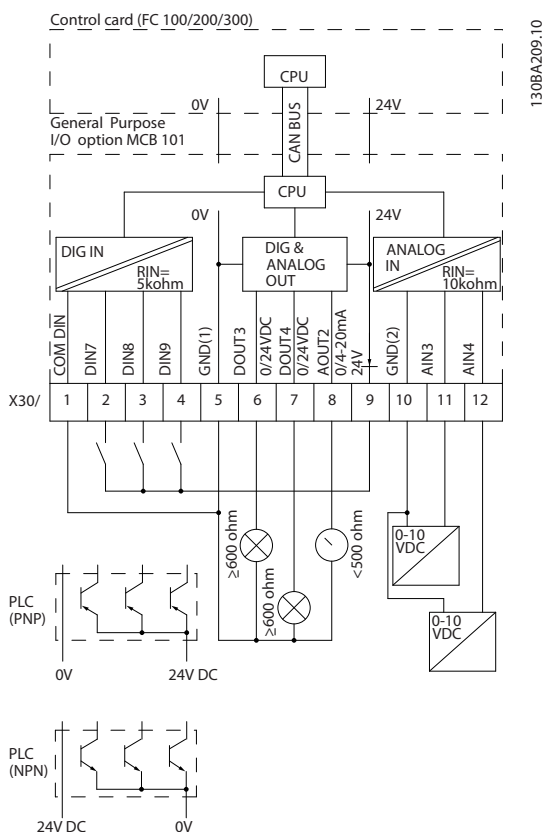 Control card (FC 100/200/300)
130BA209.10
CPU
0V
24V
General Purpose
I/O option MCB 101
CAN BUS
CPU
0V
24V
DIG IN
RIN=
5kohm
DIG &
ANALOG
OUT
ANALOG
IN
RIN=
10kohm
COM DIN
DIN7
DIN8
DIN9
GND(1)
DOUT3
0/24VDC
DOUT4
0/24VDC
AOUT2
0/4-20mA
24V
GND(2)
AIN3
AIN4
X30/ 1 2 3 4 5 6 7 8 9 10 11 12
≥600 ohm
≥600 ohm
<500 ohm
0-10
VDC
0-10
VDC
PLC
(PNP)
0V
24V DC
PLC
(NPN)
24V DC
0V